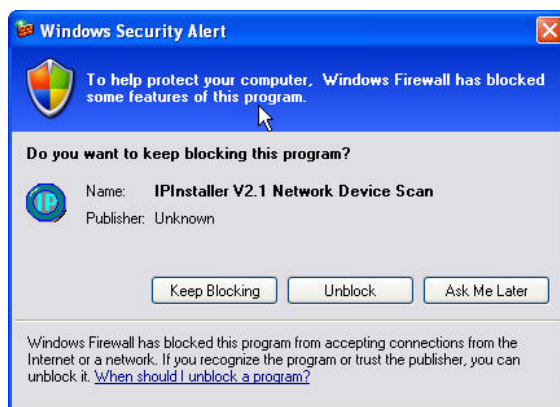 Windows Security Alert
To help protect your computer, Windows Firewall has blocked
some features of this program.
Do you want to keep blocking this program?
IP
Name: IPInstaller V2.1 Network Device Scan
Publisher: Unknown
Keep Blocking Unblock Ask Me Later
Windows Firewall has blocked this program from accepting connections from the
Internet or a network. If you recognize the program or trust the publisher, you can
unblock it. When should I unblock a program?